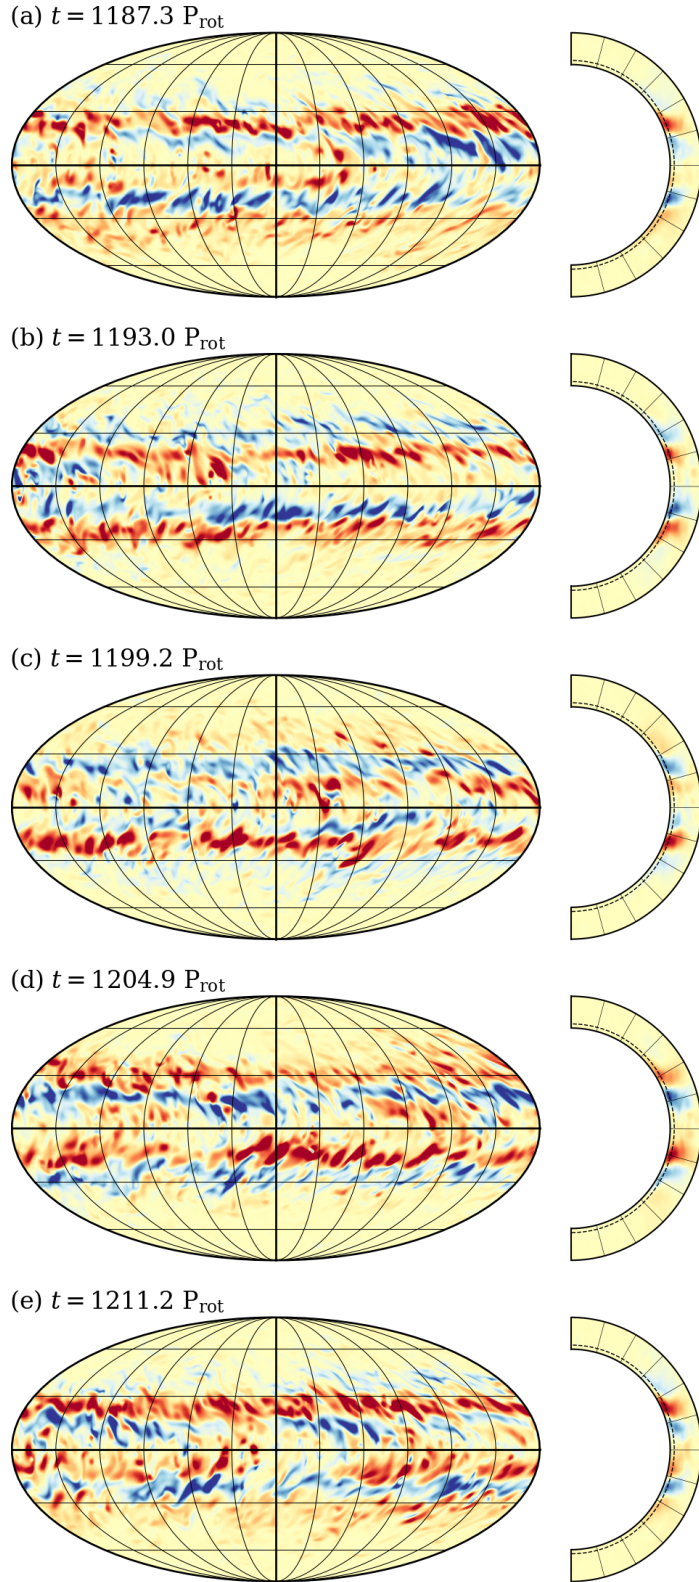 (a) t = 1187.3 P_rot
(b) t = 1193.0 P_rot
(c) t = 1199.2 P_rot
(d) t = 1204.9 P_rot
(e) t = 1211.2 P_rot